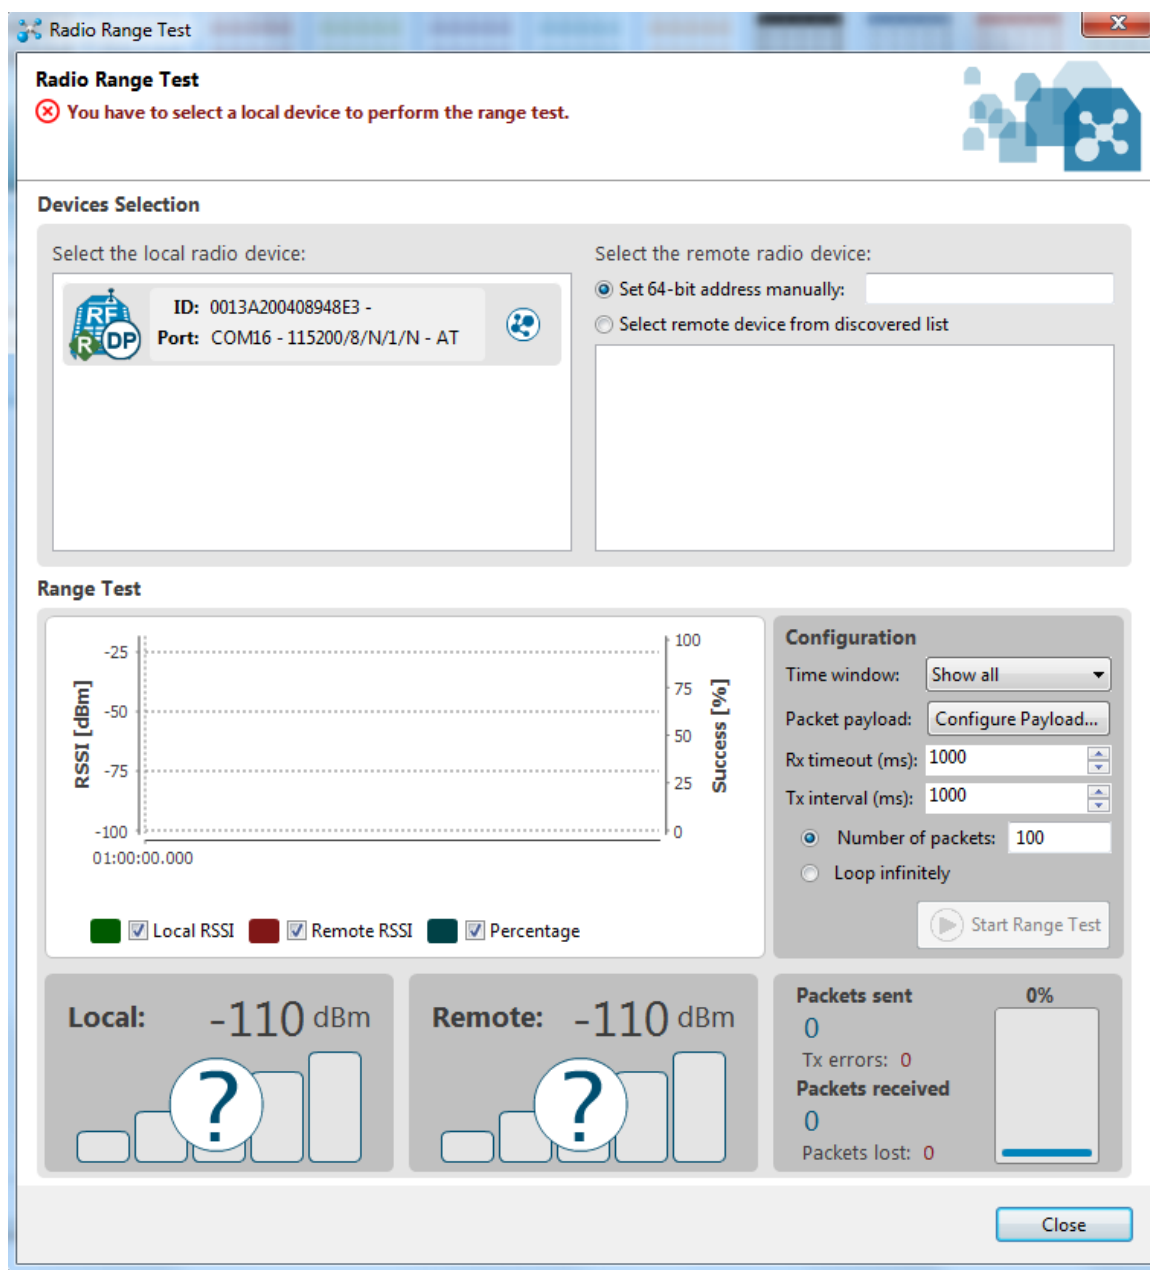 Radio Range Test
X
Radio Range Test
You have to select a local device to perform the range test.
Devices Selection
Select the local radio device:
RF
R
DP
ID: 0013A200408948E3 -
Port: COM16 - 115200/8/N/1/N - AT
Select the remote radio device:
Set 64-bit address manually:
Select remote device from discovered list
Range Test
RSSI [dBm]
-25
-50
-75
-100
01:00:00.000
100
75
50
25
0
Success [%]
Local RSSI
Remote RSSI
Percentage
Configuration
Time window: Show all
Packet payload: Configure Payload...
Rx timeout (ms): 1000
Tx interval (ms): 1000
Number of packets: 100
Loop infinitely
Start Range Test
Local: -110 dBm
?
Remote: -110 dBm
?
Packets sent
0
Tx errors: 0
Packets received
0
Packets lost: 0
0%
Close